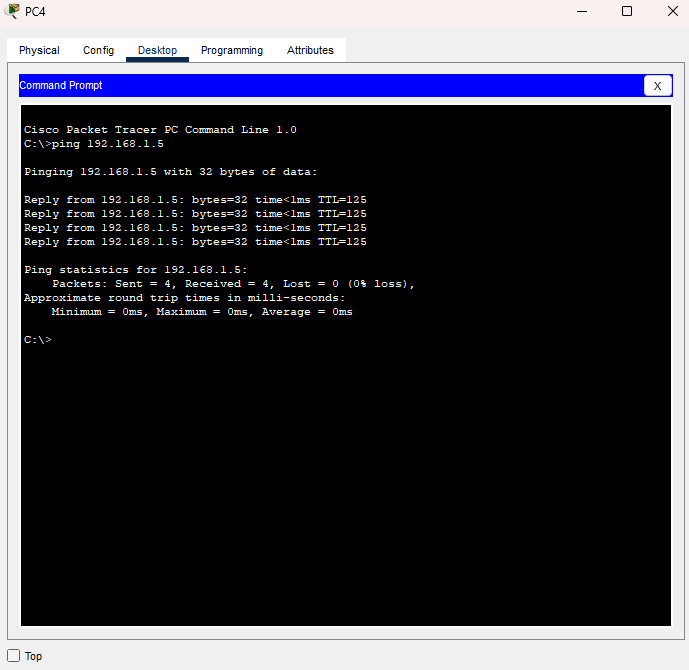 PC4
Physical Config Desktop Programming Attributes
Command Prompt
X
Cisco Packet Tracer PC Command Line 1.0
C:\>ping 192.168.1.5
Pinging 192.168.1.5 with 32 bytes of data:
Reply from 192.168.1.5: bytes=32 time<1ms TTL=125
Reply from 192.168.1.5: bytes=32 time<1ms TTL=125
Reply from 192.168.1.5: bytes=32 time<1ms TTL=125
Reply from 192.168.1.5: bytes=32 time<1ms TTL=125
Ping statistics for 192.168.1.5:
Packets: Sent = 4, Received = 4, Lost = 0 (0% loss),
Approximate round trip times in milli-seconds:
Minimum = 0ms, Maximum = 0ms, Average = 0ms
C:\>
Top